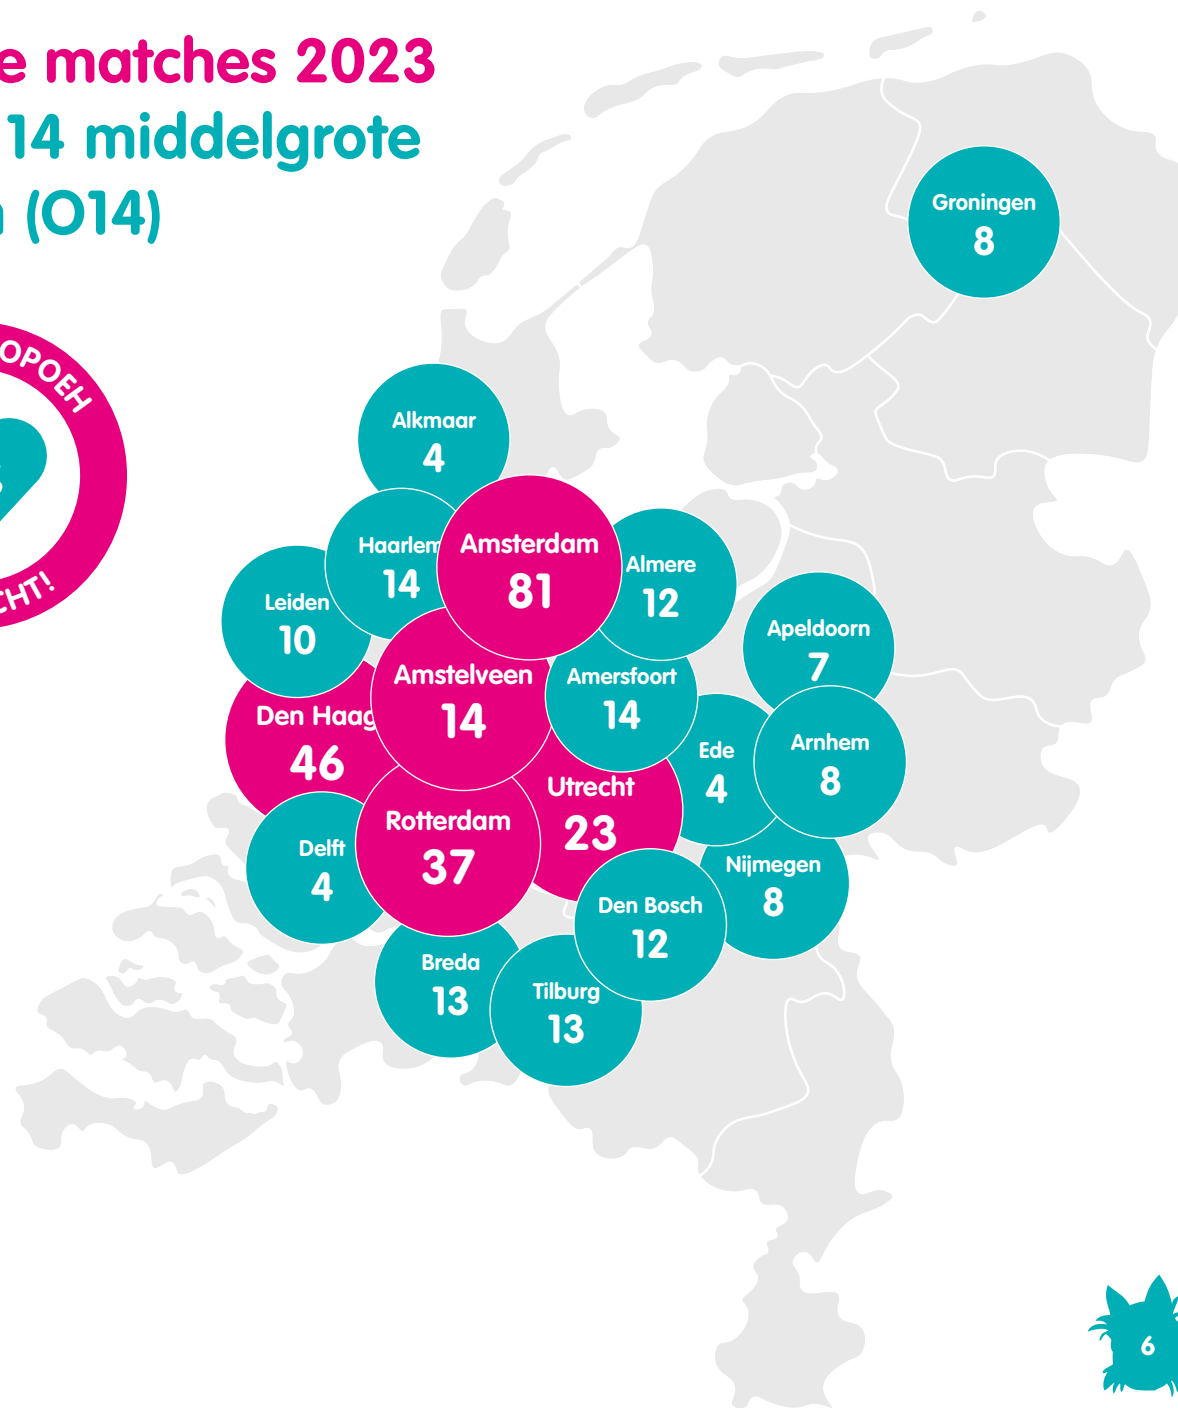 e matches 2023
14 middelgrote
(O14)
OPOEH
CHT!
Groningen
8
Alkmaar
4
Haarlem
14
Amsterdam
81
Almere
12
Leiden
10
Apeldoorn
7
Amstelveen
14
Amersfoort
14
Den Haag
46
Ede
4
Arnhem
8
Utrecht
23
Rotterdam
37
Delft
4
Nijmegen
8
Den Bosch
12
Breda
13
Tilburg
13
6